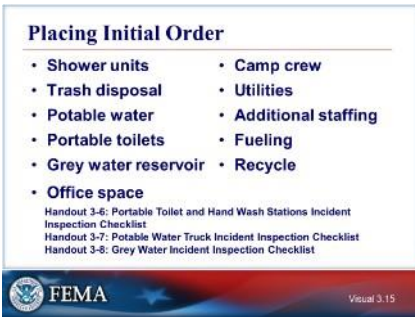 Placing Initial Order
• Shower units
• Trash disposal
• Potable water
• Portable toilets
• Grey water reservoir
• Office space
• Camp crew
• Utilities
• Additional staffing
• Fueling
• Recycle
Handout 3-6: Portable Toilet and Hand Wash Stations Incident
Inspection Checklist
Handout 3-7: Potable Water Truck Incident Inspection Checklist
Handout 3-8: Grey Water Incident Inspection Checklist
FEMA
Visual 3.15